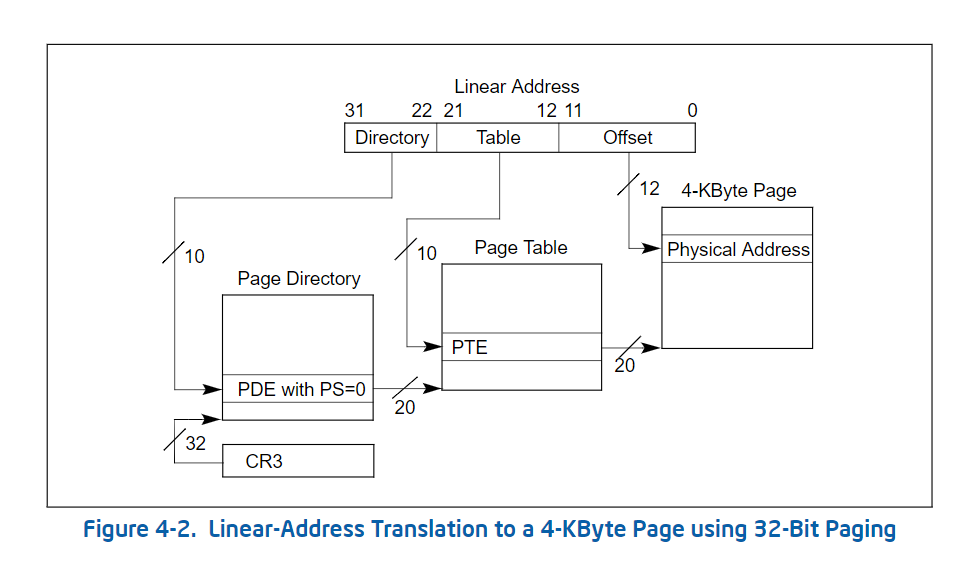 Linear Address
31 22 21 12 11 0
Directory Table Offset
12
4-KByte Page
Physical Address
10
10
Page Table
Page Directory
PTE
20
PDE with PS=0
20
32
CR3
Figure 4-2. Linear-Address Translation to a 4-KByte Page using 32-Bit Paging